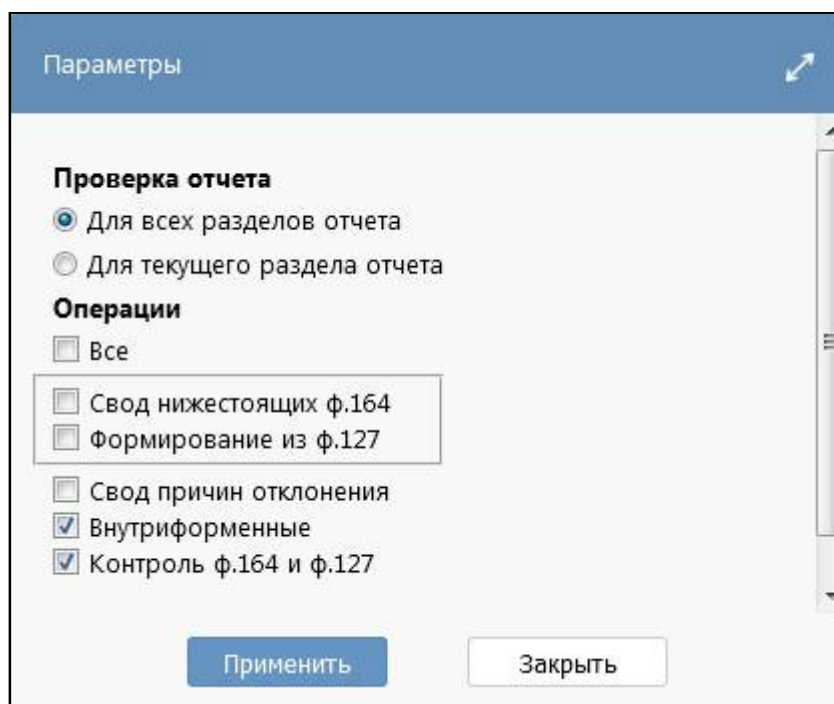 Параметры
Проверка отчета
Для всех разделов отчета
Для текущего раздела отчета
Операции
Все
Свод нижестоящих ф.164
Формирование из ф.127
Свод причин отклонения
Внутриформенные
Контроль ф.164 и ф.127
Применить
Закрыть